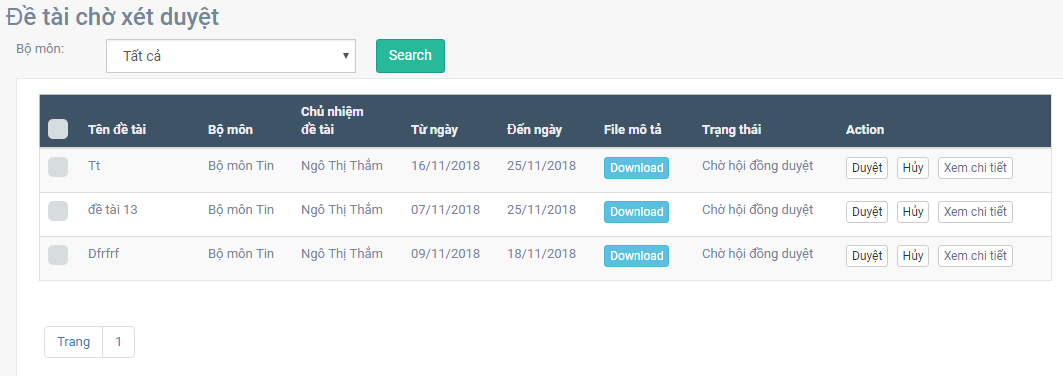 Đề tài chờ xét duyệt
Bộ môn:
Tất cả
Search
Chủ nhiệm
Tên đề tài Bộ môn đề tài Từ ngày Đến ngày File mô tả Trạng thái Action
Tt Bộ môn Tin Ngô Thị Thắm 16/11/2018 25/11/2018 Download Chờ hội đồng duyệt Duyệt Hủy Xem chi tiết
đề tài 13 Bộ môn Tin Ngô Thị Thắm 07/11/2018 25/11/2018 Download Chờ hội đồng duyệt Duyệt Hủy Xem chi tiết
Dfrfrf Bộ môn Tin Ngô Thị Thắm 09/11/2018 18/11/2018 Download Chờ hội đồng duyệt Duyệt Hủy Xem chi tiết
Trang 1